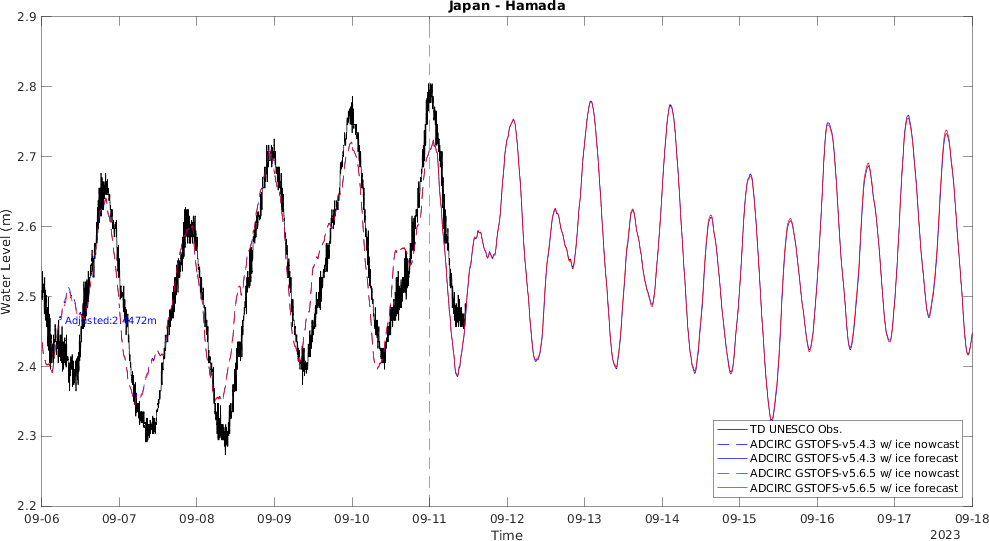 Japan - Hamada
2.9
2.8
2.7
2.6
2.5
2.4
2.3
2.2
Water Level (m)
Adjusted:2.4472m
TD UNESCO Obs.
ADCIRC GSTOFS-v5.4.3 w/ ice nowcast
ADCIRC GSTOFS-v5.4.3 w/ ice forecast
ADCIRC GSTOFS-v5.6.5 w/ ice nowcast
ADCIRC GSTOFS-v5.6.5 w/ ice forecast
09-06 09-07 09-08 09-09 09-10 09-11 09-12 09-13 09-14 09-15 09-16 09-17 09-18
Time
2023